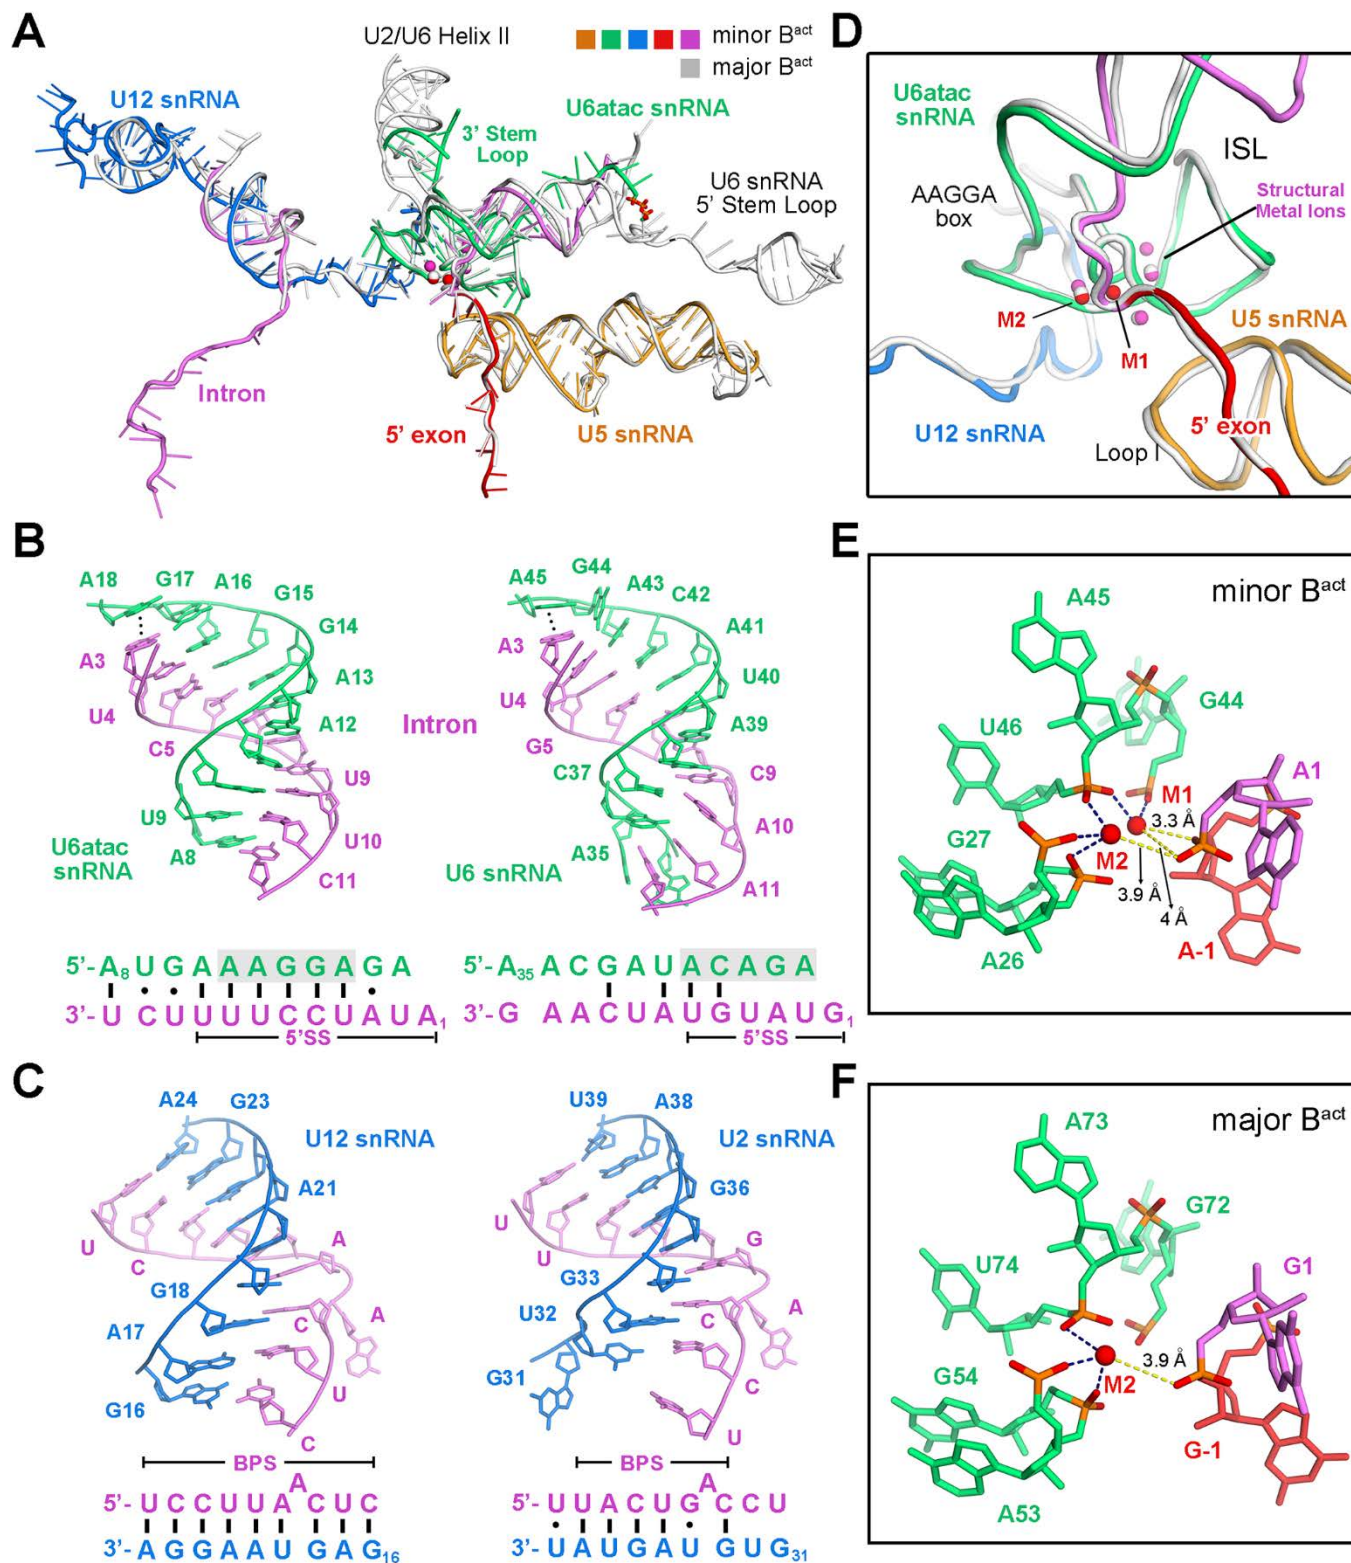 A
U2/U6 Helix II
minor Bact
major Bact
U12 snRNA
U6atac snRNA
3' Stem
Loop
U6 snRNA
5' Stem Loop
Intron
5' exon
U5 snRNA
B
A18
G17
A16
G15
G14
A13
A12
A3
U4
C5
U9
U10
C11
U9
A8
U6atac
snRNA
Intron
A45
G44
A43
C42
A41
U40
A39
A3
U4
G5
C37
C9
A10
A11
A35
U6 snRNA
5'-A8 U G A A A G G A G A
3'-U C U U U U C C U A U A1
5'SS
5'-A35 A C G A U A C A G A
3'-G A A C U A U G U A U G1
5'SS
C
A24
G23
U12 snRNA
A21
U
C
A
G18
A
A17
C
U
G16
C
U39
A38
U2 snRNA
G36
U
U
G
G33
A
U32
C
G31
C
U
BPS
A
5'- U C C U U A C U C
3'- A G G A A U G A G16
BPS
A
5'- U U A C U G C C U
3'- U A U G A U G U G31
D
U6atac
snRNA
ISL
AAGGA
box
Structural
Metal Ions
M2
M1
U5 snRNA
U12 snRNA
5' exon
Loop I
E
minor Bact
A45
G44
U46
A1
M1
3.3 Å
G27
M2
3.9 Å
4 Å
A26
A-1
F
major Bact
A73
G72
U74
G1
3.9 Å
G54
M2
G-1
A53